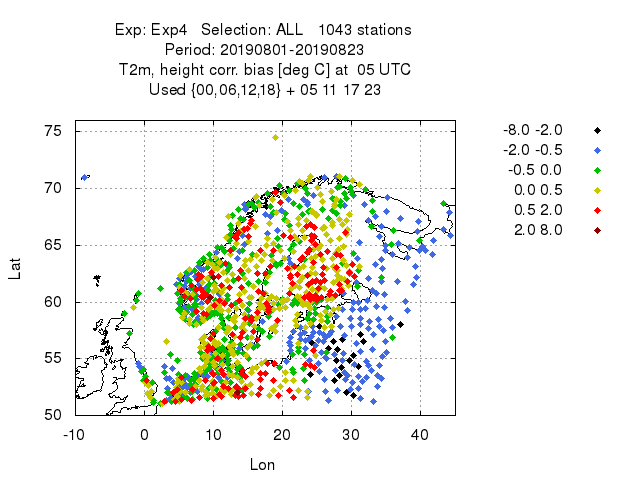 Exp: Exp4   Selection: ALL   1043 stations
Period: 20190801-20190823
T2m, height corr. bias [deg C] at  05 UTC
Used {00,06,12,18} + 05 11 17 23
-8.0 -2.0
-2.0 -0.5
-0.5 0.0
0.0 0.5
0.5 2.0
2.0 8.0
75
70
65
60
55
50
Lat
-10 0 10 20 30 40
Lon